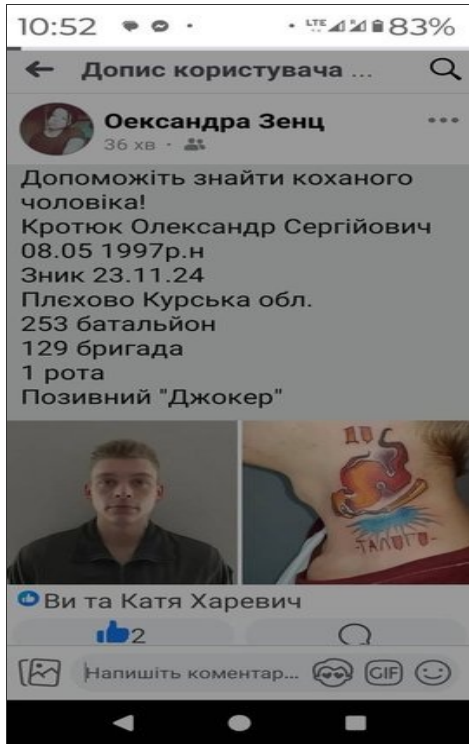 10:52
LTE 83%
Допис користувача ...
Оександра Зенц
36 хв
Допоможіть знайти коханого
чоловіка!
Кротюк Олександр Сергійович
08.05 1997р.н
Зник 23.11.24
Плєхово Курська обл.
253 батальйон
129 бригада
1 рота
Позивний "Джокер"
Ви та Катя Харевич
2
Напишіть коментар...
GIF